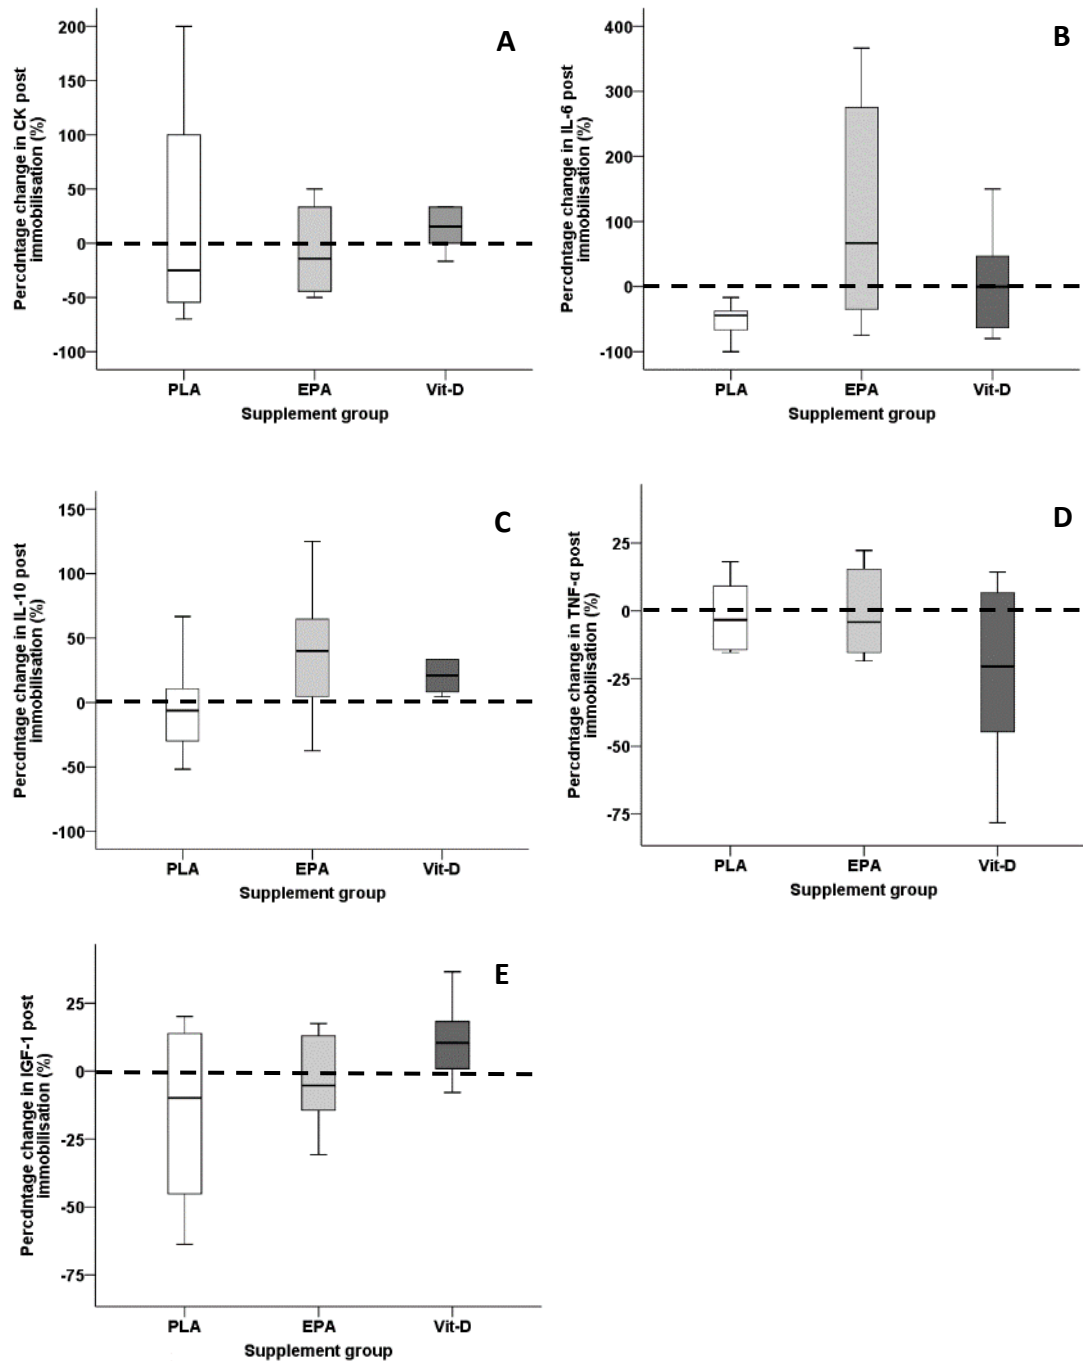 A
Percdntage change in CK post
immobilisation (%)
200
150
100
50
0
-50
-100
PLA EPA Vit-D
Supplement group
B
Percdntage change in IL-6 post
immobilisation (%)
400
300
200
100
0
-100
PLA EPA Vit-D
Supplement group
C
Percdntage change in IL-10 post
immobilisation (%)
150
100
50
0
-50
-100
PLA EPA Vit-D
Supplement group
D
Percdntage change in TNF-α post
immobilisation (%)
25
0
-25
-50
-75
PLA EPA Vit-D
Supplement group
E
Percdntage change in IGF-1 post
immobilisation (%)
25
0
-25
-50
-75
PLA EPA Vit-D
Supplement group